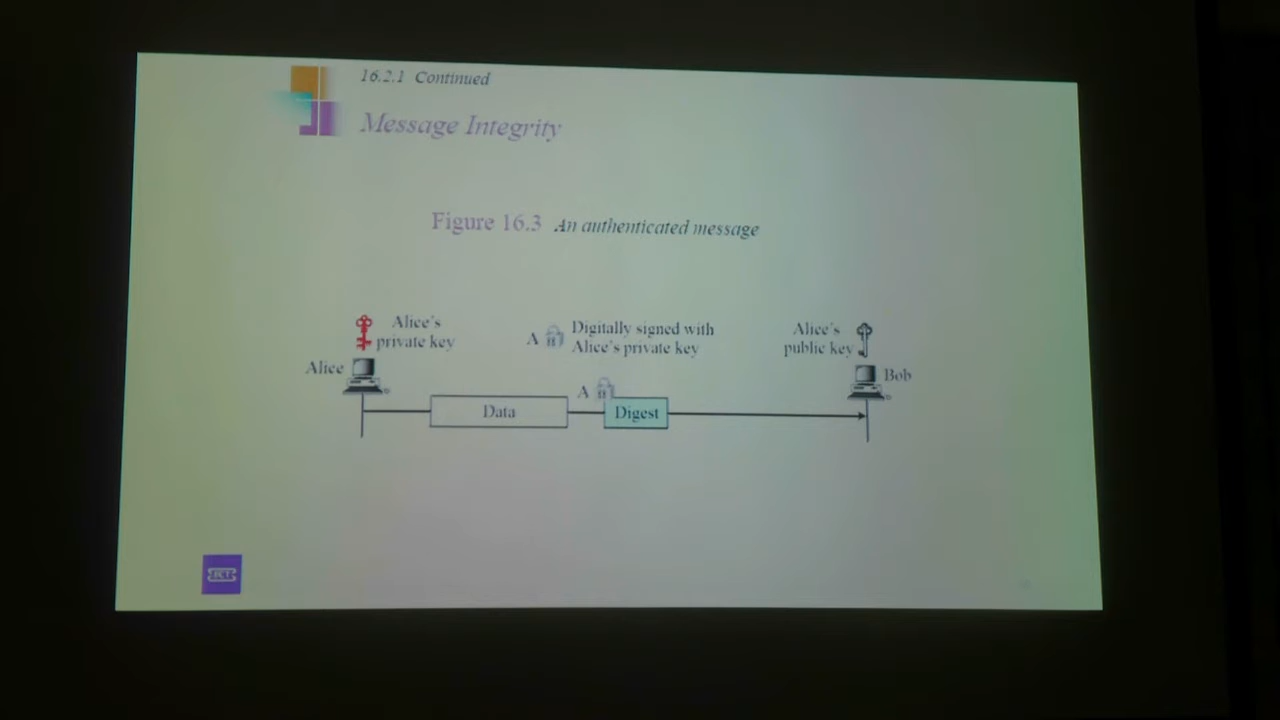 16.2.1 Continued
Message Integrity
Figure 16.3 An authenticated message
Alice's
private key
A
Digitally signed with
Alice's private key
Alice's
public key
Alice
Bob
Data
A
Digest